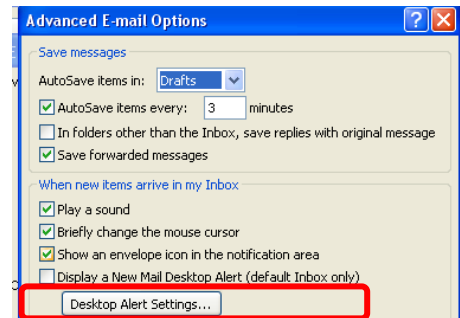 Advanced E-mail Options
Save messages
AutoSave items in: Drafts
AutoSave items every: 3 minutes
In folders other than the Inbox, save replies with original message
Save forwarded messages
When new items arrive in my Inbox
Play a sound
Briefly change the mouse cursor
Show an envelope icon in the notification area
Display a New Mail Desktop Alert (default Inbox only)
Desktop Alert Settings...